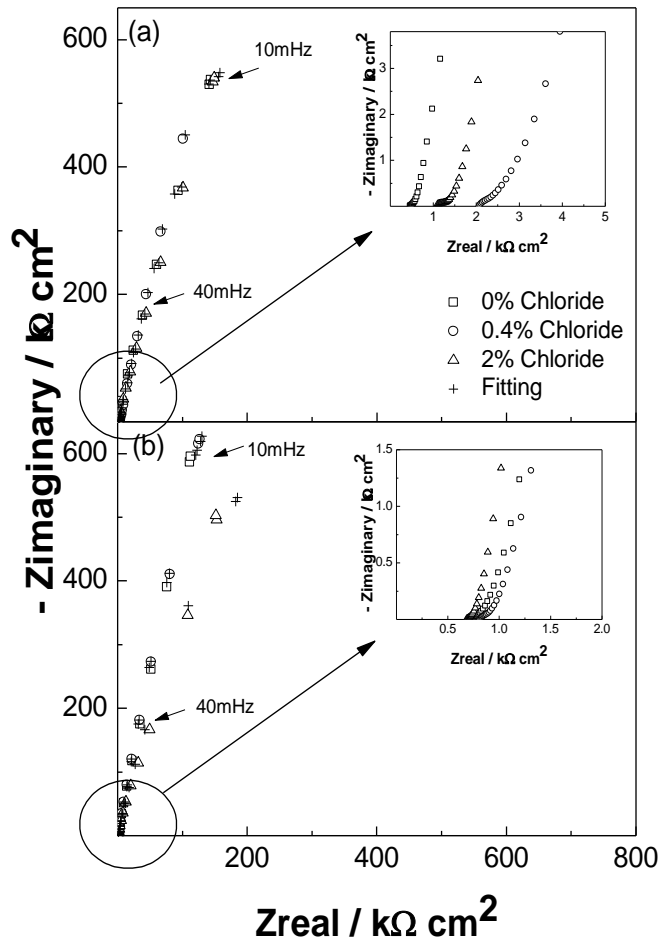 600
400
200
(a)
10mHz
40mHz
3
2
1
- Zimaginary / kΩ cm2
1
2
3
4
5
Zreal / kΩ cm2
0% Chloride
0.4% Chloride
2% Chloride
Fitting
- Zimaginary / kΩ cm2
600
400
200
(b)
10mHz
40mHz
1.5
1.0
0.5
- Zimaginary / kΩ cm2
0.5
1.0
1.5
2.0
Zreal / kΩ cm2
200
400
600
800
Zreal / kΩ cm2